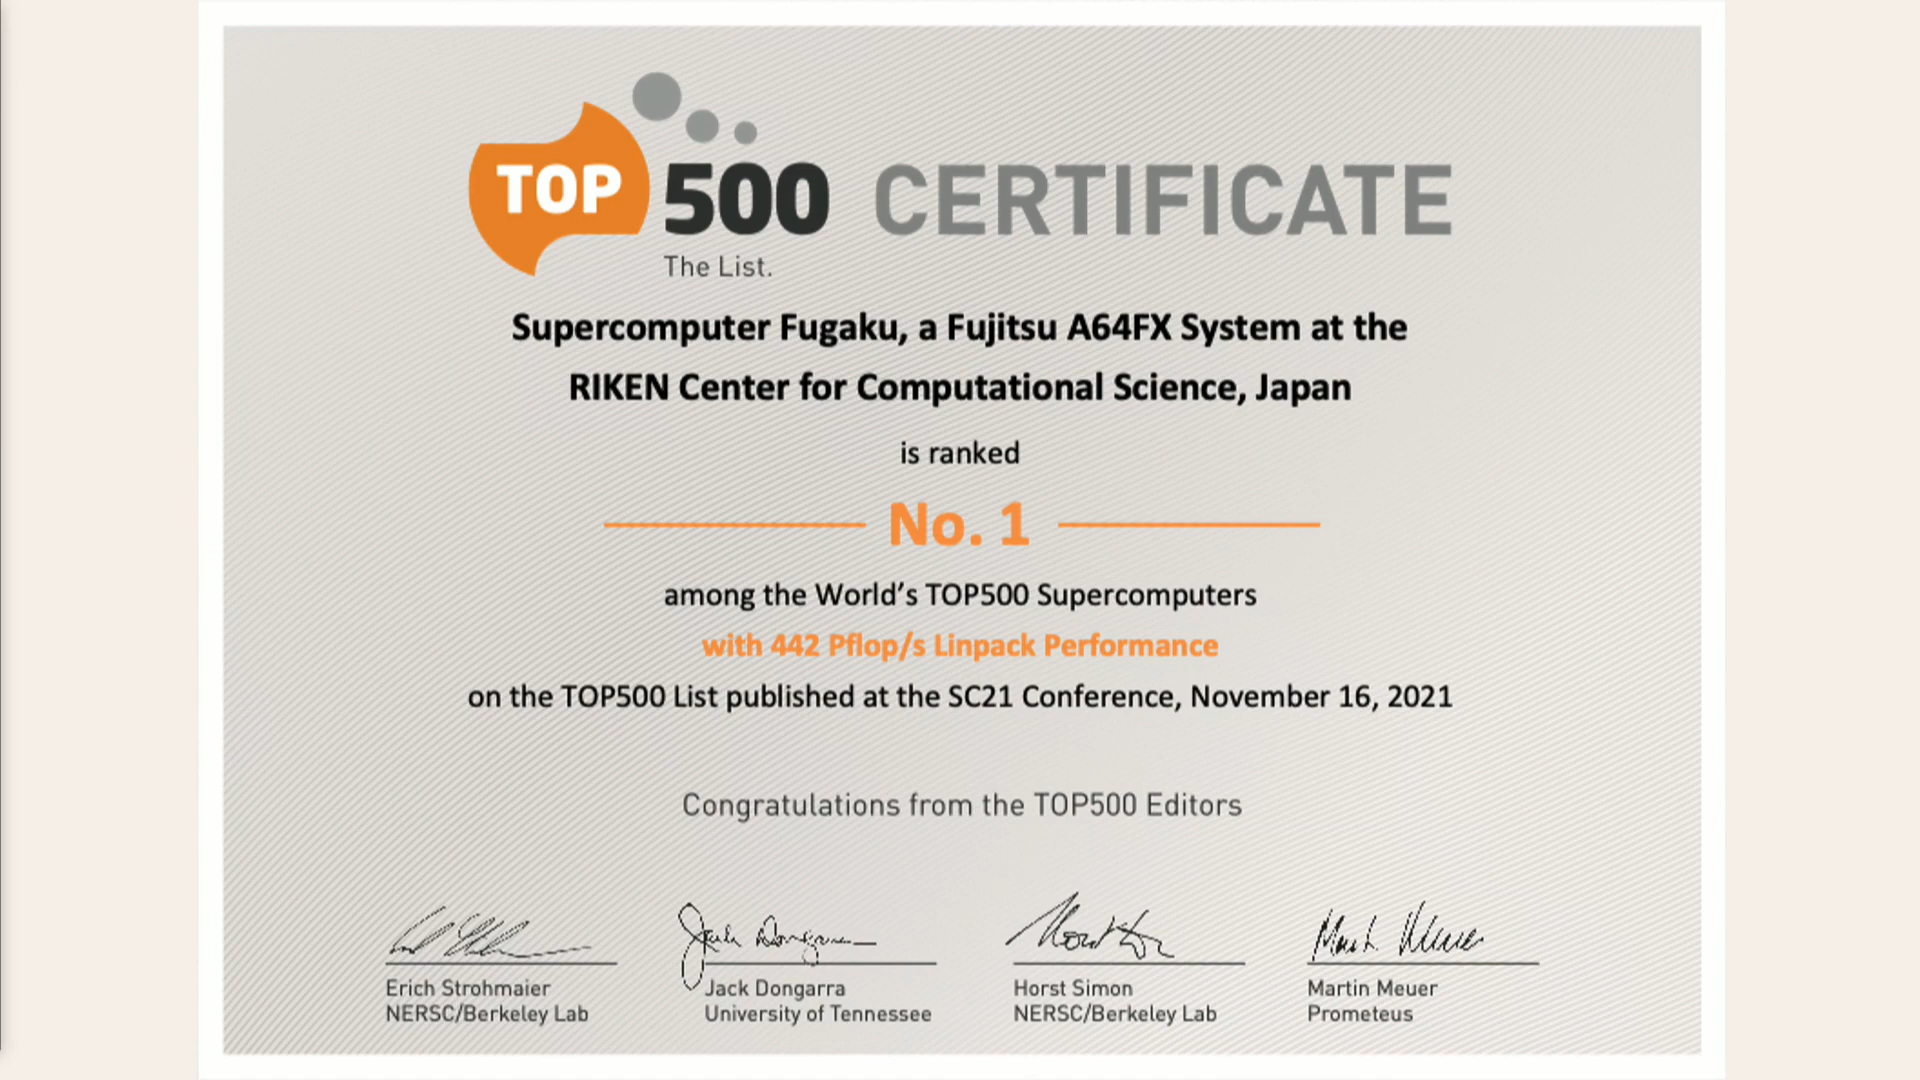 TOP 500 CERTIFICATE
The List.
Supercomputer Fugaku, a Fujitsu A64FX System at the
RIKEN Center for Computational Science, Japan
is ranked
No. 1
among the World's TOP500 Supercomputers
with 442 Pflop/s Linpack Performance
on the TOP500 List published at the SC21 Conference, November 16, 2021
Congratulations from the TOP500 Editors
Erich Strohmaier
NERSC/Berkeley Lab
Jack Dongarra
University of Tennessee
Horst Simon
NERSC/Berkeley Lab
Martin Meuer
Prometeus